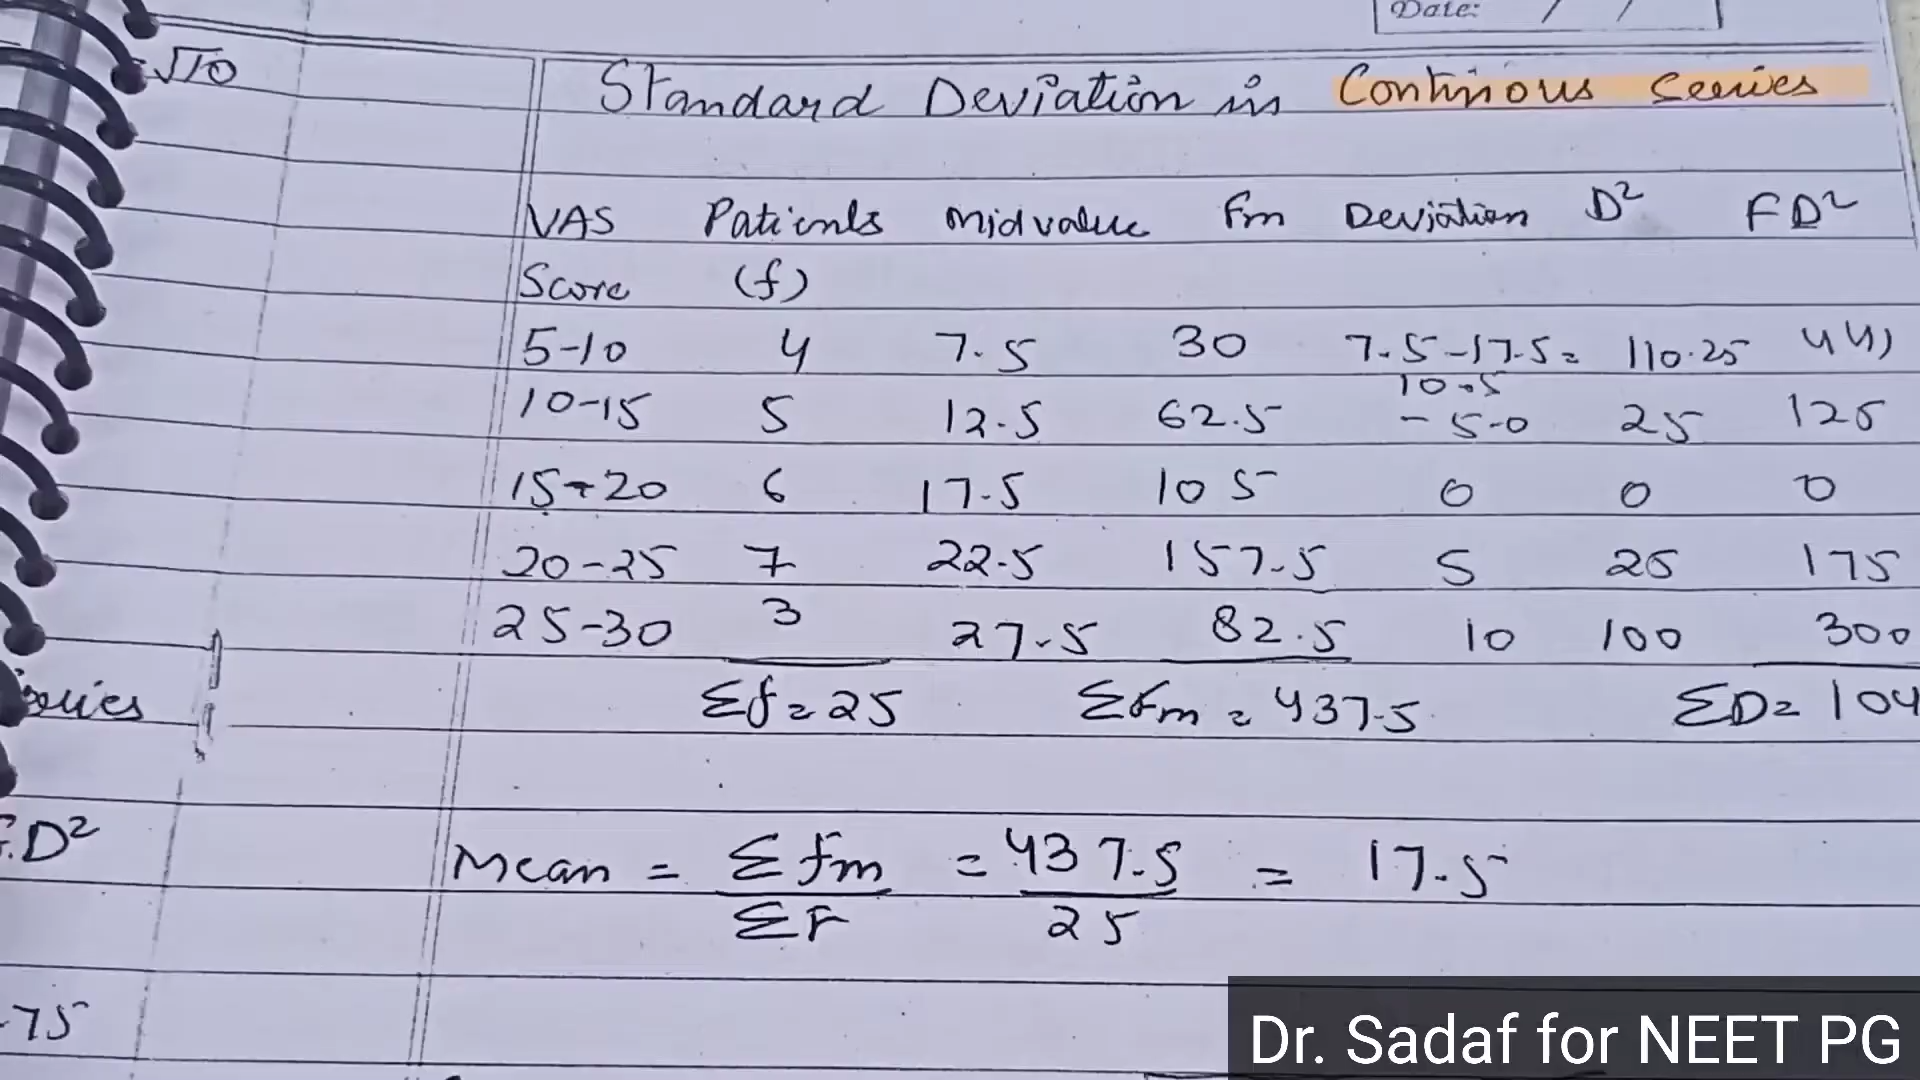 Date: / /
√10
Standard Deviation in Continous Series
VAS Patients Midvalue Fm Deviation D² FD²
Score (f)
5-10 4 7.5 30 7.5-17.5= 110.25 441
10.5
10-15 5 12.5 62.5 -5.0 25 125
15-20 6 17.5 105 0 0 0
20-25 7 22.5 157.5 5 25 175
25-30 3 27.5 82.5 10 100 300
Σf=25 Σfm=437.5 ΣD=104
Mean = Σfm = 437.5 = 17.5
ΣF 25
series
F.D²
.75
Dr. Sadaf for NEET PG